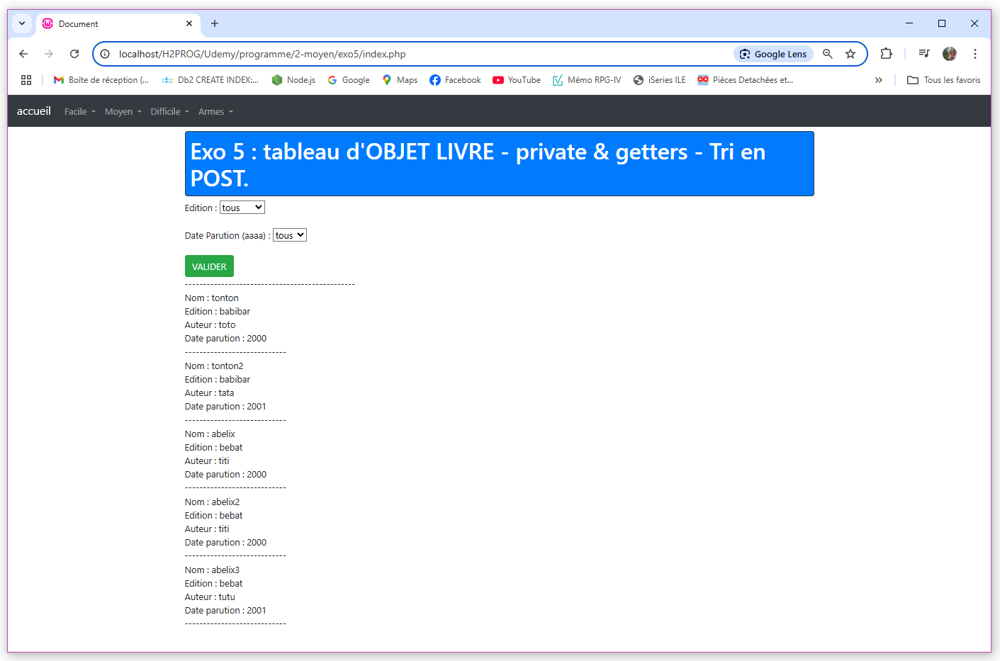 Document
localhost/H2PROG/Udemy/programme/2-moyen/exo5/index.php
Google Lens
Boîte de réception (...
Db2 CREATE INDEX:...
Node.js
Google
Maps
Facebook
YouTube
Mémo RPG-IV
iSeries ILE
Pièces Detachées et...
Tous les favoris
accueil
Facile
Moyen
Difficile
Armes
Exo 5 : tableau d'OBJET LIVRE - private & getters - Tri en
POST.
Edition : tous
Date Parution (aaaa) : tous
VALIDER
-----------------------------------------------
Nom : tonton
Edition : babibar
Auteur : toto
Date parution : 2000
----------------------------
Nom : tonton2
Edition : babibar
Auteur : tata
Date parution : 2001
----------------------------
Nom : abelix
Edition : bebat
Auteur : titi
Date parution : 2000
----------------------------
Nom : abelix2
Edition : bebat
Auteur : titi
Date parution : 2000
----------------------------
Nom : abelix3
Edition : bebat
Auteur : tutu
Date parution : 2001
----------------------------